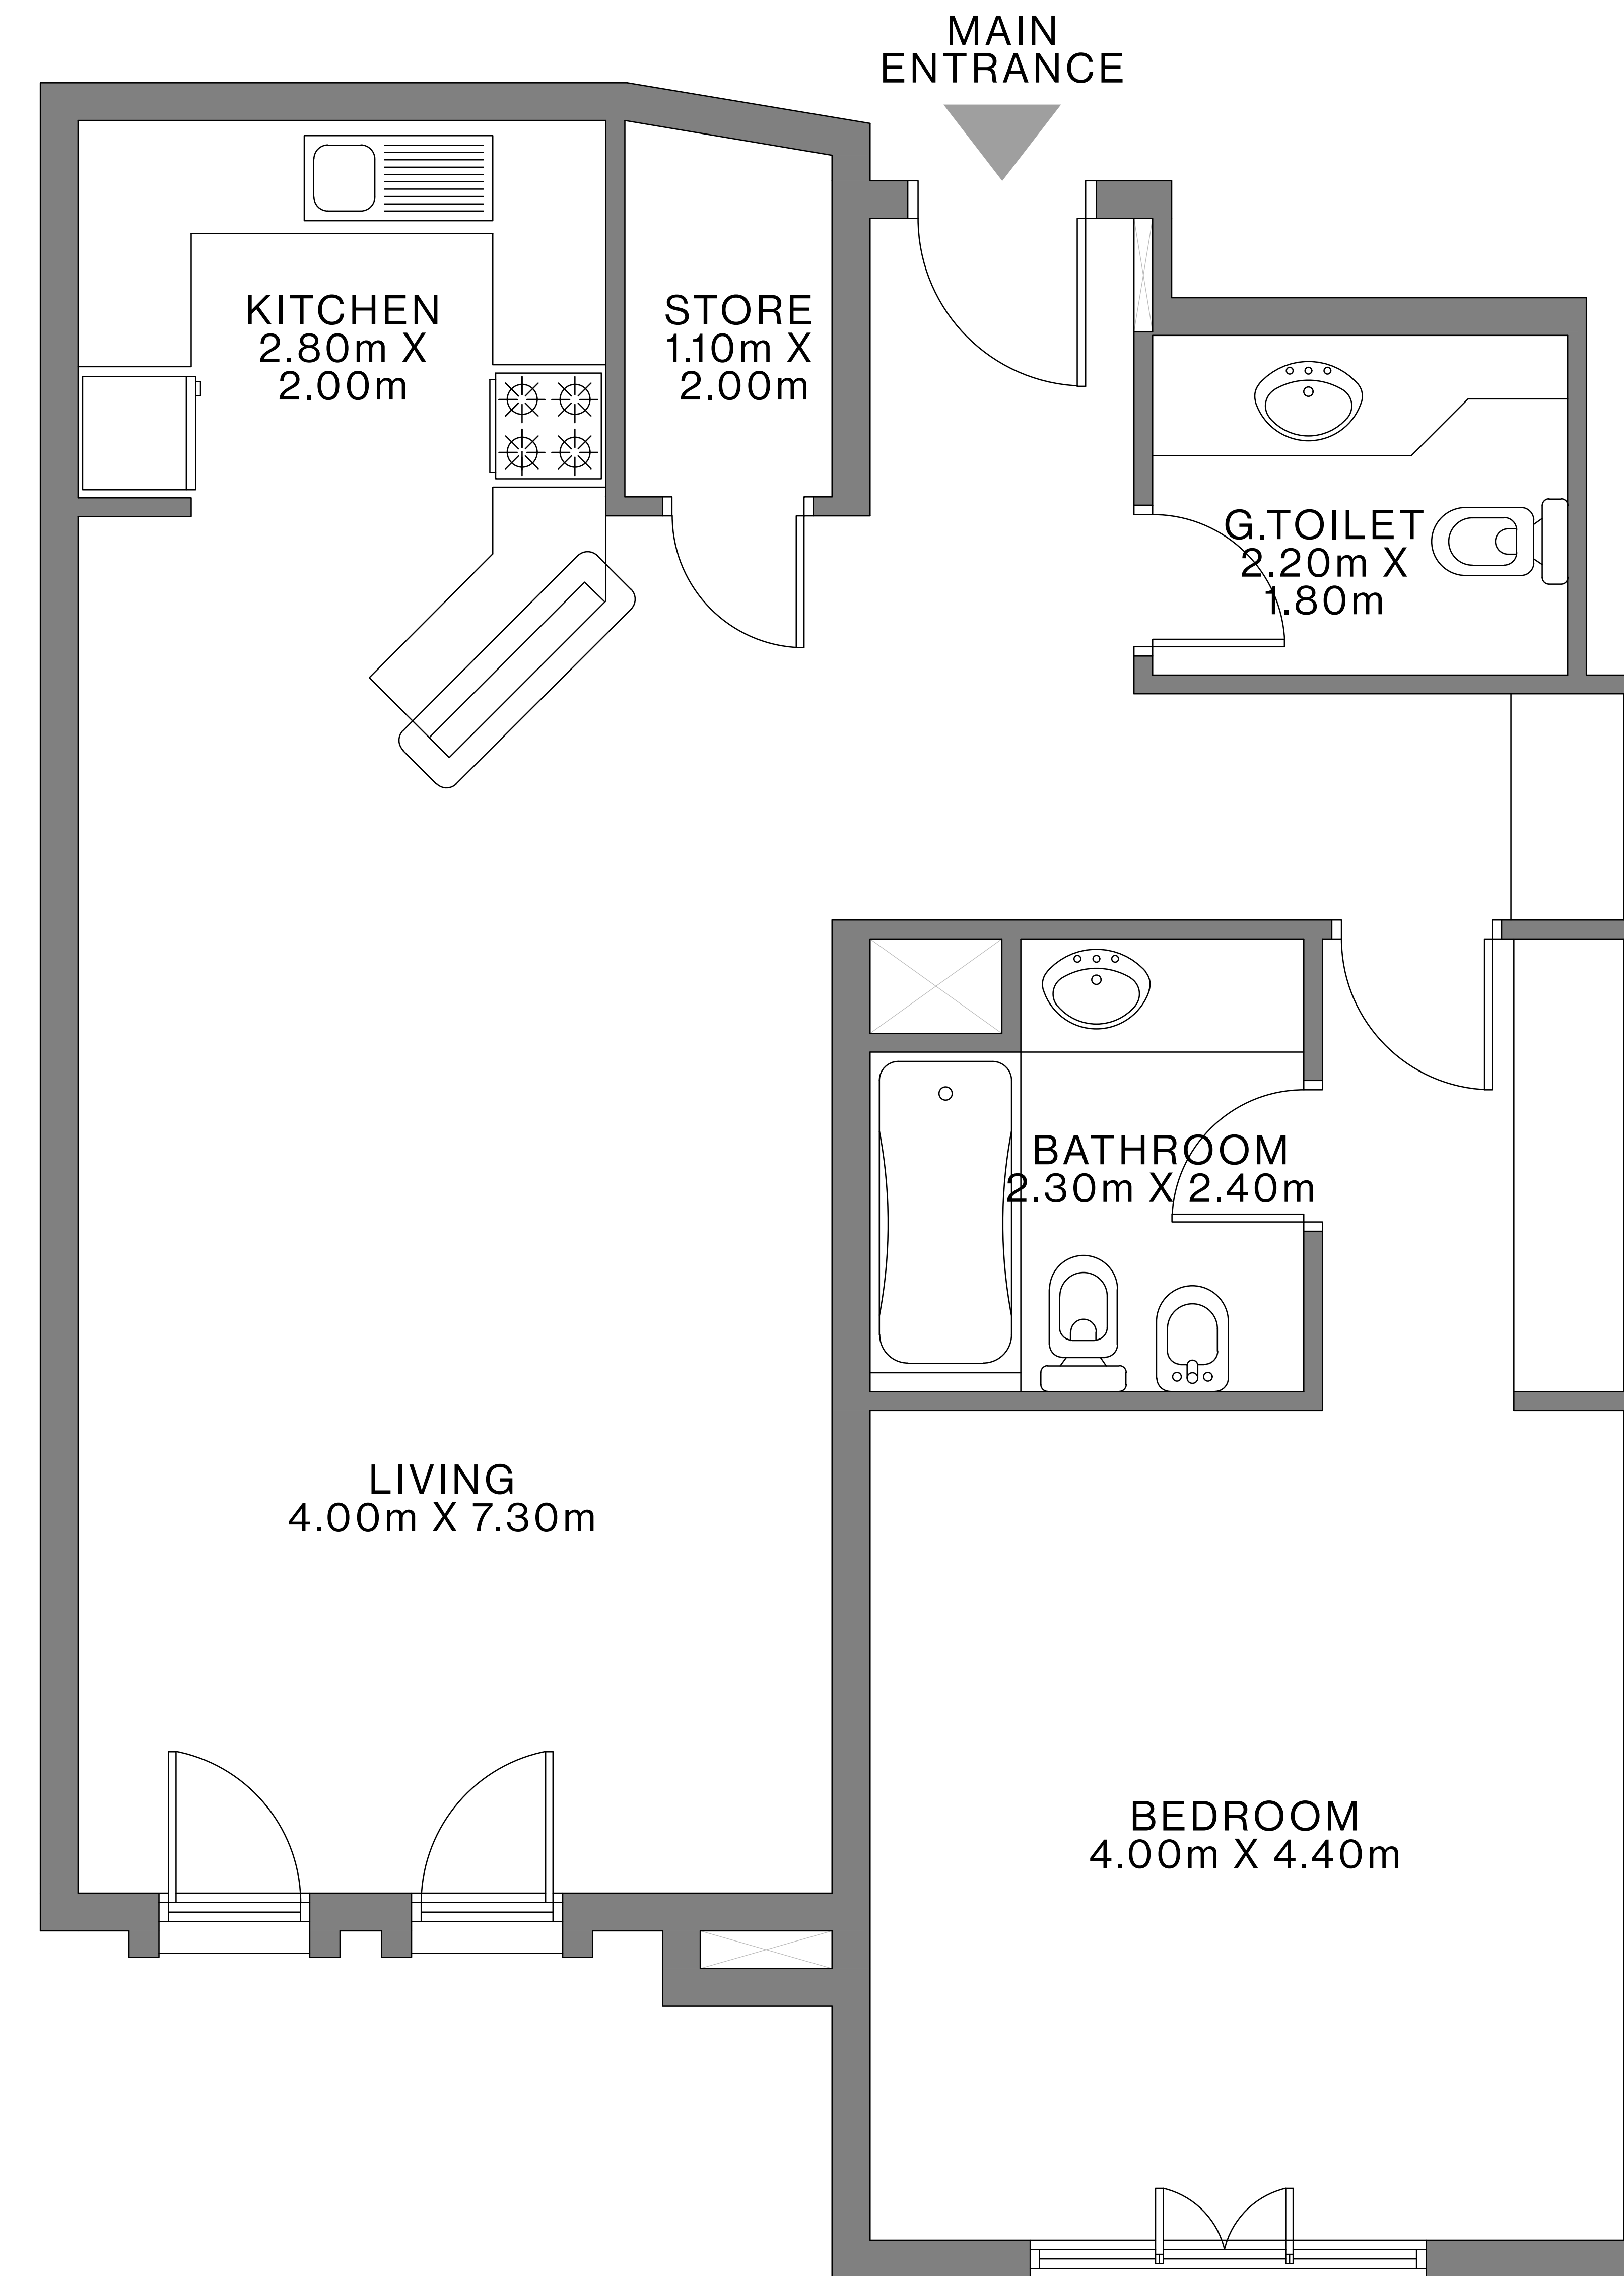 MAIN
ENTRANCE
KITCHEN
2.80m X
2.00m
STORE
1.10m X
2.00m
G.TOILET
2.20m X
1.80m
BATHROOM
2.30m X 2.40m
LIVING
4.00m X 7.30m
BEDROOM
4.00m X 4.40m